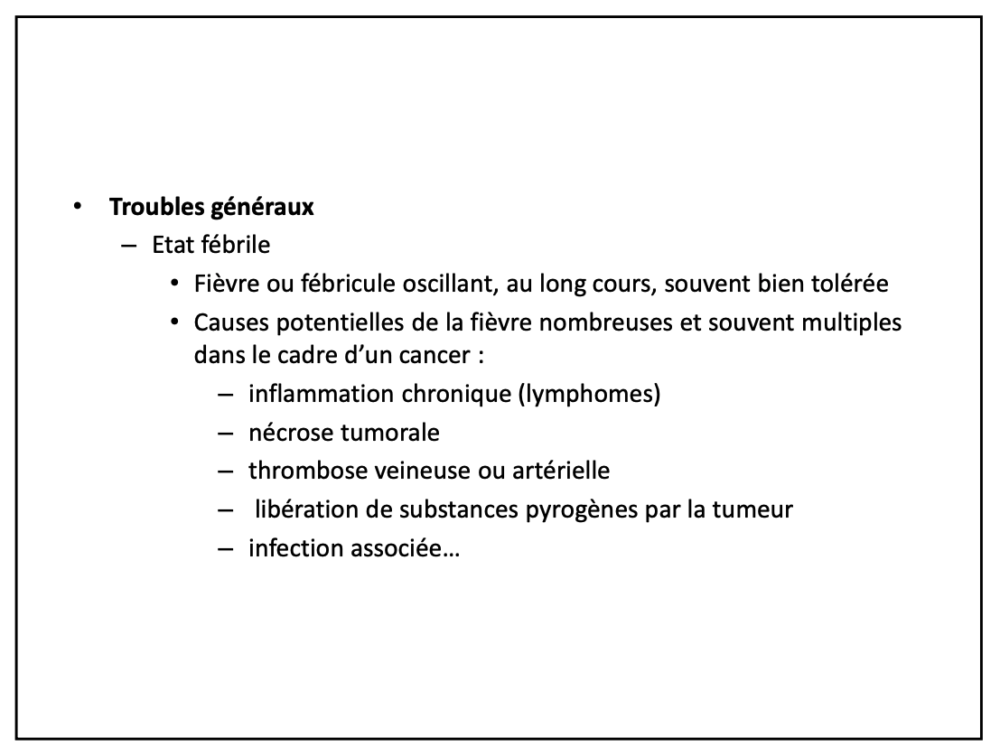 • Troubles généraux
– Etat fébrile
• Fièvre ou fébricule oscillant, au long cours, souvent bien tolérée
• Causes potentielles de la fièvre nombreuses et souvent multiples
dans le cadre d’un cancer :
– inflammation chronique (lymphomes)
– nécrose tumorale
– thrombose veineuse ou artérielle
– libération de substances pyrogènes par la tumeur
– infection associée…